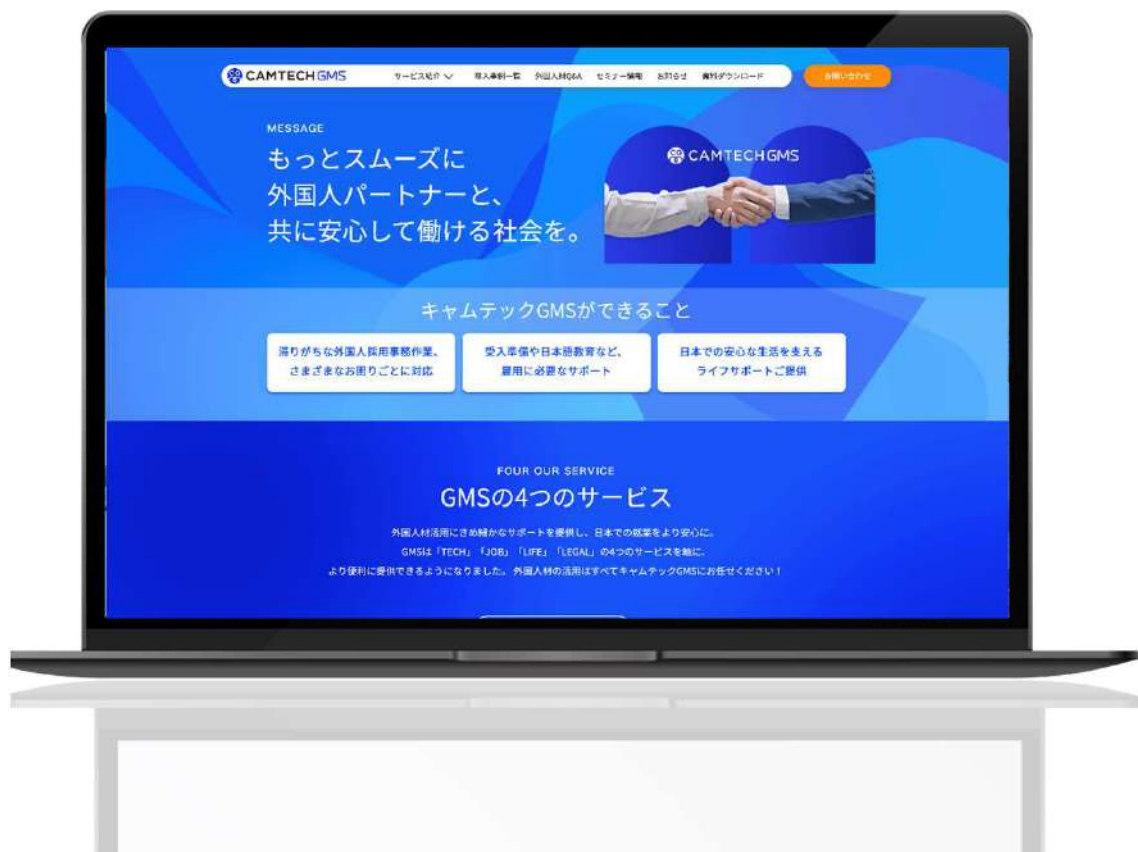 CAMTECH GMS
サービス紹介
導入事例一覧
外国人材Q&A
セミナー情報
お知らせ
資料ダウンロード
お問い合わせ
MESSAGE
もっとスムーズに
外国人パートナーと、
共に安心して働ける社会を。
CAMTECH GMS
キャムテックGMSができること
滞りがちな外国人採用事務作業、
さまざまなお困りごとに対応
受入準備や日本語教育など、
雇用に必要なサポート
日本での安心な生活を支える
ライフサポートご提供
FOUR OUR SERVICE
GMSの4つのサービス
外国人材活用にきめ細かなサポートを提供し、日本での就業をより安心に。
GMSは「TECH」「JOB」「LIFE」「LEGAL」の4つのサービスを軸に、
より便利に提供できるようになりました。外国人材の活用はすべてキャムテックGMSにお任せください！